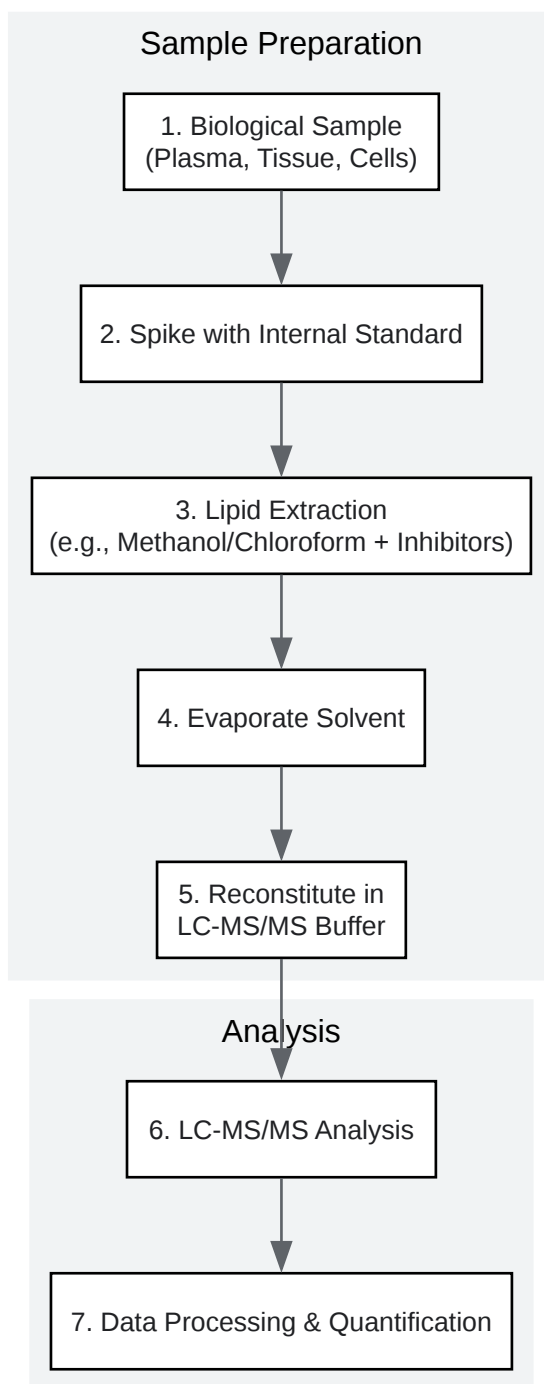 Sample Preparation
1. Biological Sample
(Plasma, Tissue, Cells)
2. Spike with Internal Standard
3. Lipid Extraction
(e.g., Methanol/Chloroform + Inhibitors)
4. Evaporate Solvent
5. Reconstitute in
LC-MS/MS Buffer
Analysis
6. LC-MS/MS Analysis
7. Data Processing & Quantification